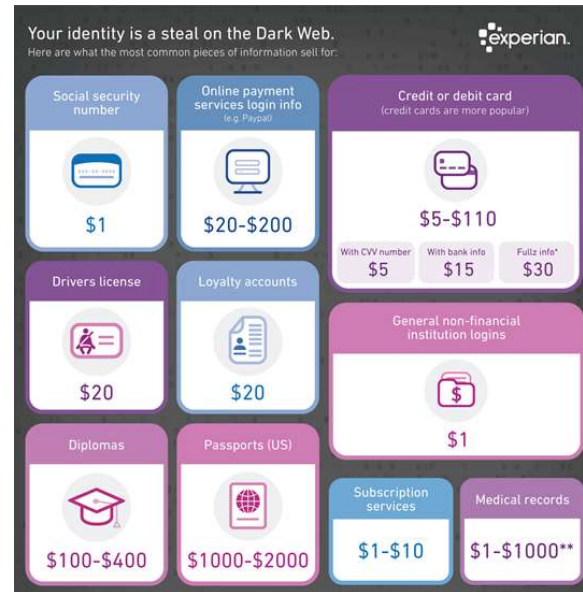 Your identity is a steal on the Dark Web.
Here are what the most common pieces of information sell for:
experian.
Social security
number
$1
Online payment
services login info
(e.g. Paypal)
$20-$200
Credit or debit card
(credit cards are more popular)
$5-$110
With CVV number
$5
With bank info
$15
Fullz info*
$30
Drivers license
$20
Loyalty accounts
$20
General non-financial
institution logins
$
$1
Diplomas
$100-$400
Passports (US)
$1000-$2000
Subscription
services
$1-$10
Medical records
$1-$1000**